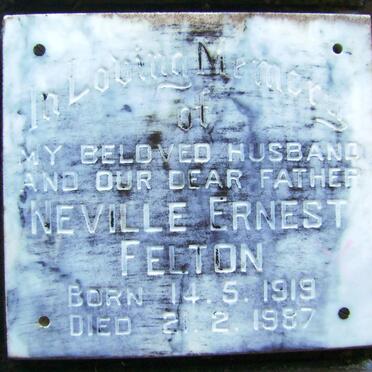 In Loving Memory
of
MY BELOVED HUSBAND
AND OUR DEAR FATHER
NEVILLE ERNEST
FELTON
BORN 14.5.1919
DIED 21.2.1987